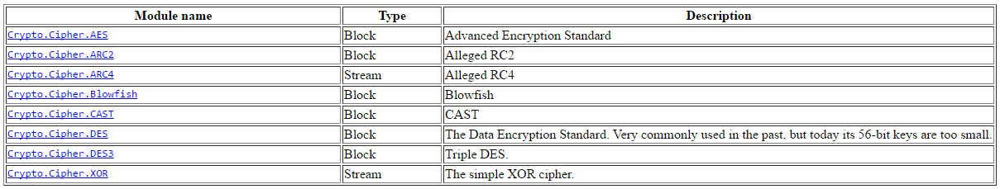 Module name Type Description
Crypto.Cipher.AES Block Advanced Encryption Standard
Crypto.Cipher.ARC2 Block Alleged RC2
Crypto.Cipher.ARC4 Stream Alleged RC4
Crypto.Cipher.Blowfish Block Blowfish
Crypto.Cipher.CAST Block CAST
Crypto.Cipher.DES Block The Data Encryption Standard. Very commonly used in the past, but today its 56-bit keys are too small.
Crypto.Cipher.DES3 Block Triple DES.
Crypto.Cipher.XOR Stream The simple XOR cipher.